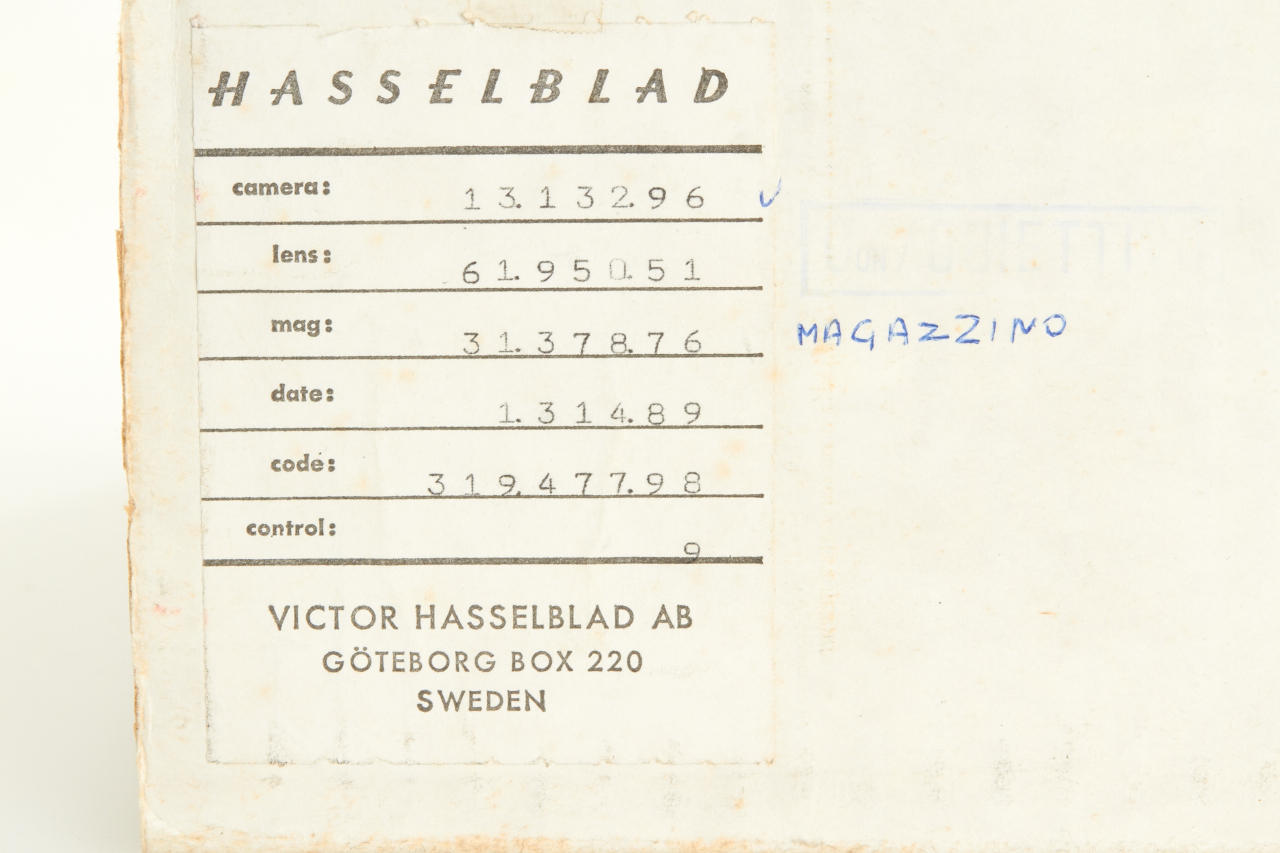 HASSELBLAD
camera: 13.132.96
lens: 61.950.51
mag: 31.378.76 MAGAZZINO
date: 1.314.89
code: 319.477.98
control: 9
VICTOR HASSELBLAD AB
GÖTEBORG BOX 220
SWEDEN